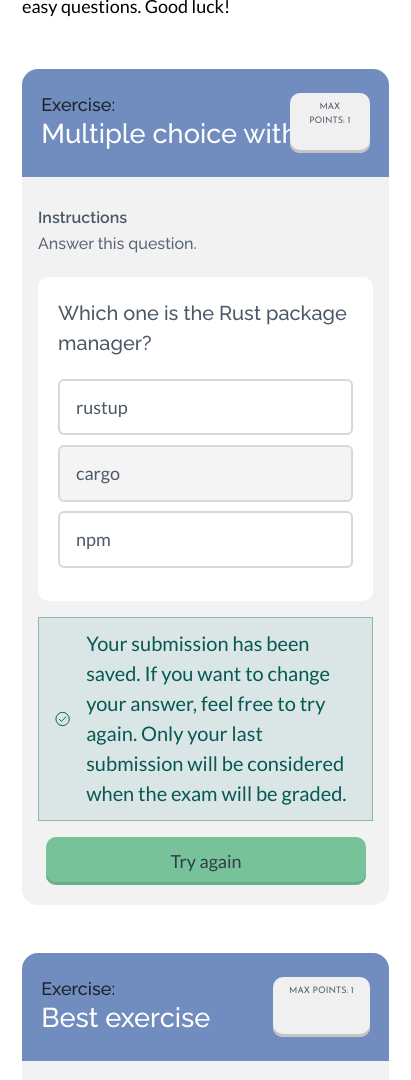 easy questions. Good luck!
Exercise:
Multiple choice with
MAX
POINTS: 1
Instructions
Answer this question.
Which one is the Rust package
manager?
rustup
cargo
npm
Your submission has been
saved. If you want to change
your answer, feel free to try
again. Only your last
submission will be considered
when the exam will be graded.
Try again
Exercise:
Best exercise
MAX POINTS: 1